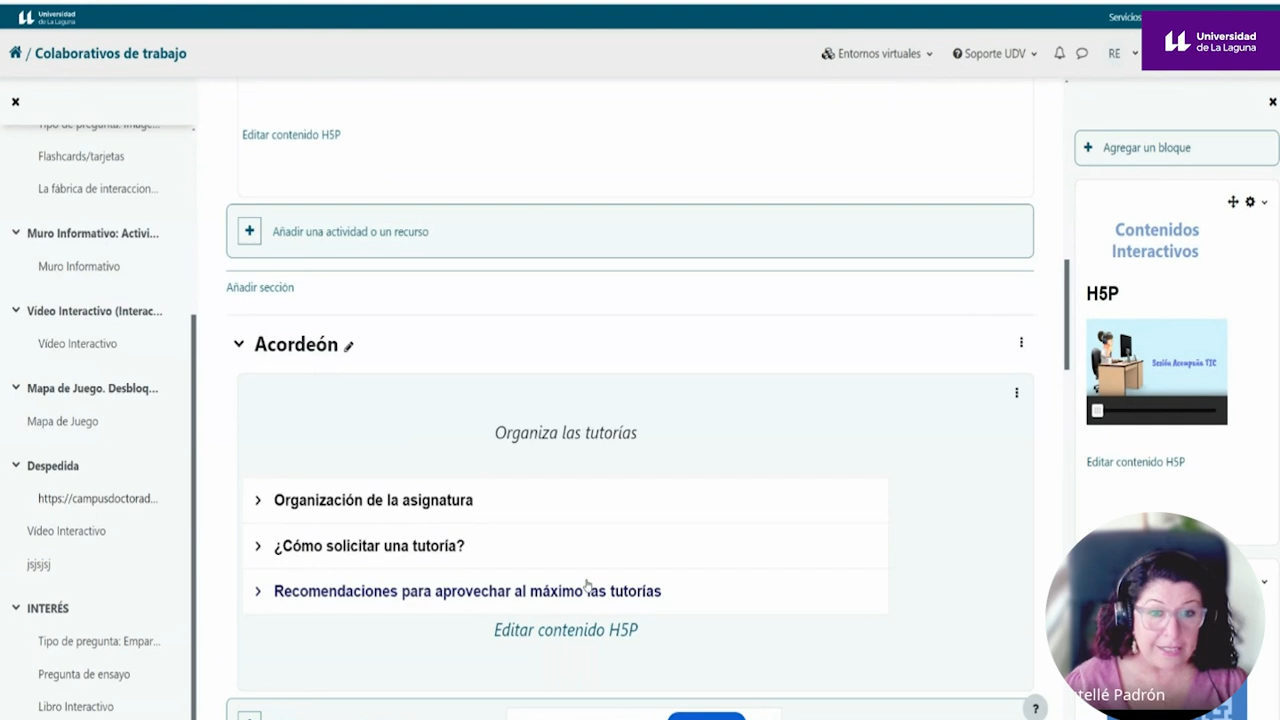 Universidad
de La Laguna
Servicios
/ Colaborativos de trabajo
Entornos virtuales
Soporte UDV
RE
Universidad
de La Laguna
Tipo de pregunta: Image...
Flashcards/tarjetas
La fábrica de interaccion...
Muro Informativo: Activi...
Muro Informativo
Vídeo Interactivo (Interac...
Vídeo Interactivo
Mapa de Juego. Desbloq...
Mapa de Juego
Despedida
https://campusdoctorad...
Vídeo Interactivo
jsjsjsj
INTERÉS
Tipo de pregunta: Empar...
Pregunta de ensayo
Libro Interactivo
Editar contenido H5P
+ Añadir una actividad o un recurso
Añadir sección
Acordeón
Organiza las tutorías
Organización de la asignatura
¿Cómo solicitar una tutoría?
Recomendaciones para aprovechar al máximo las tutorías
Editar contenido H5P
+ Agregar un bloque
Contenidos
Interactivos
H5P
Sesión Acompaña TIC
Editar contenido H5P
Padrón
?